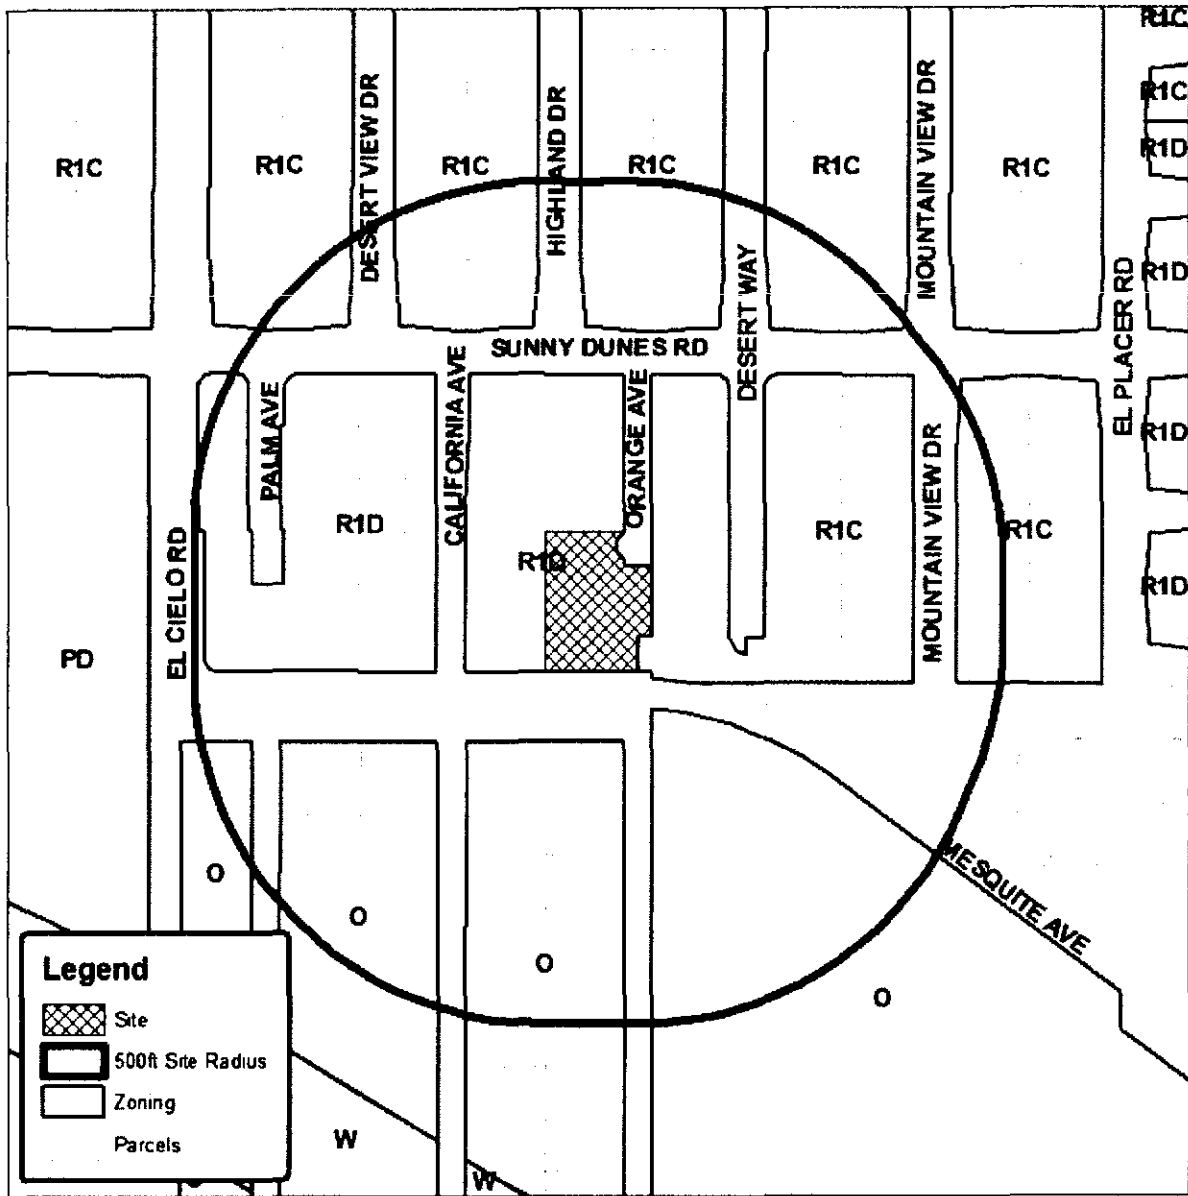 R1C
R1C
R1C
R1C
R1C
R1C
R1C
R1C
R1D
R1D
DESERT VIEW DR
HIGHLAND DR
MOUNTAIN VIEW DR
DESERT WAY
EL PLACER RD
SUNNY DUNES RD
PALM AVE
CALIFORNIA AVE
ORANGE AVE
MOUNTAIN VIEW DR
R1D
R1D
R1D
R1C
R1C
R1D
EL CIELO RD
PD
O
O
O
O
MESQUITE AVE
Legend
Site
500ft Site Radius
Zoning
Parcels
W
W